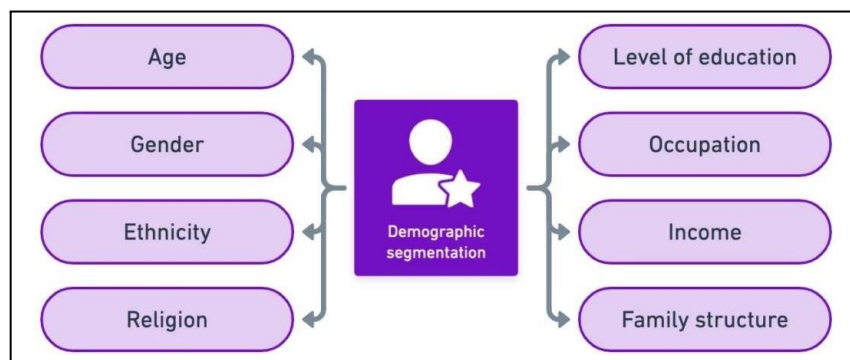 Age
Gender
Ethnicity
Religion
Demographic
segmentation
Level of education
Occupation
Income
Family structure